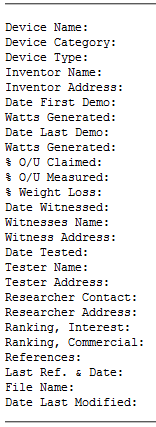 Device Name:
Device Category:
Device Type:
Inventor Name:
Inventor Address:
Date First Demo:
Watts Generated:
Date Last Demo:
Watts Generated:
% O/U Claimed:
% O/U Measured:
% Weight Loss:
Date Witnessed:
Witnesses Name:
Witness Address:
Date Tested:
Tester Name:
Tester Address:
Researcher Contact:
Researcher Address:
Ranking, Interest:
Ranking, Commercial:
References:
Last Ref. & Date:
File Name:
Date Last Modified: